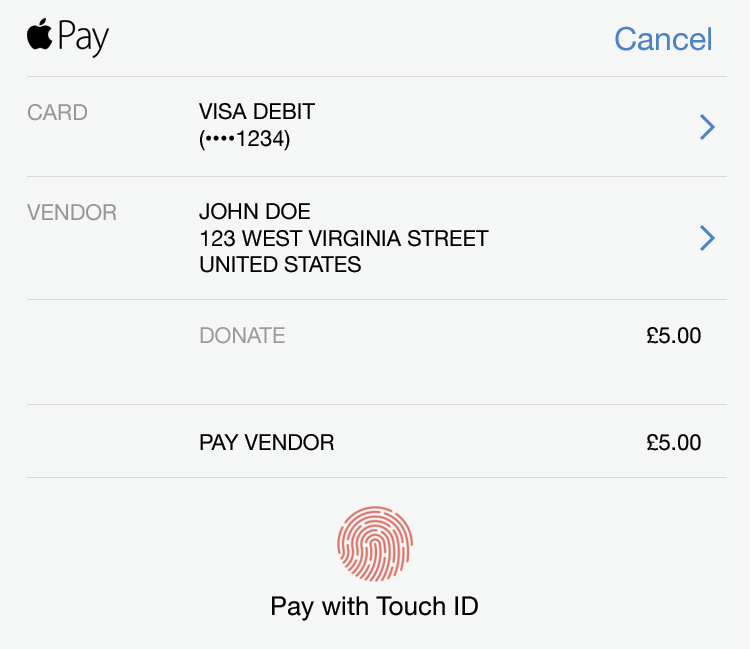 Pay Cancel
CARD VISA DEBIT
(••••1234)
VENDOR JOHN DOE
123 WEST VIRGINIA STREET
UNITED STATES
DONATE £5.00
PAY VENDOR £5.00
Pay with Touch ID